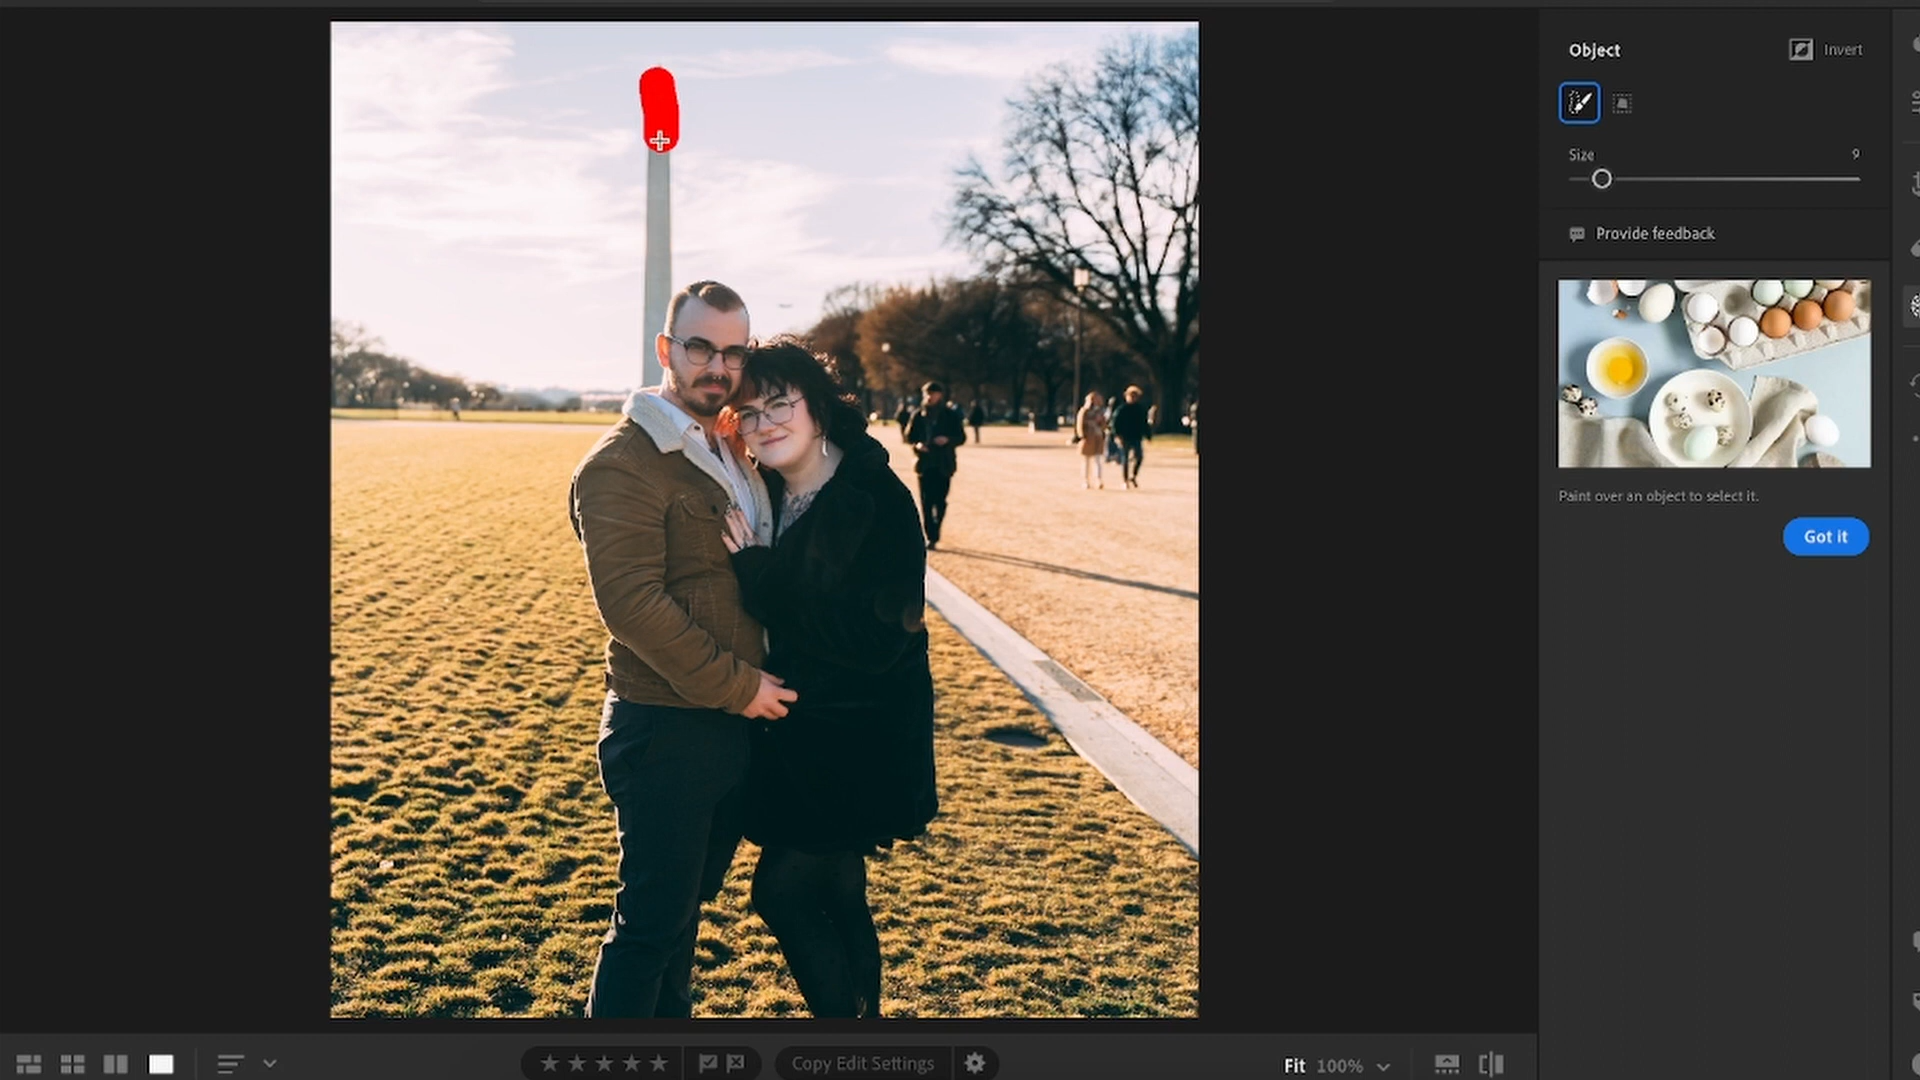 Object
Invert
Size
9
Provide feedback
Paint over an object to select it.
Got it
Copy Edit Settings
Fit 100%